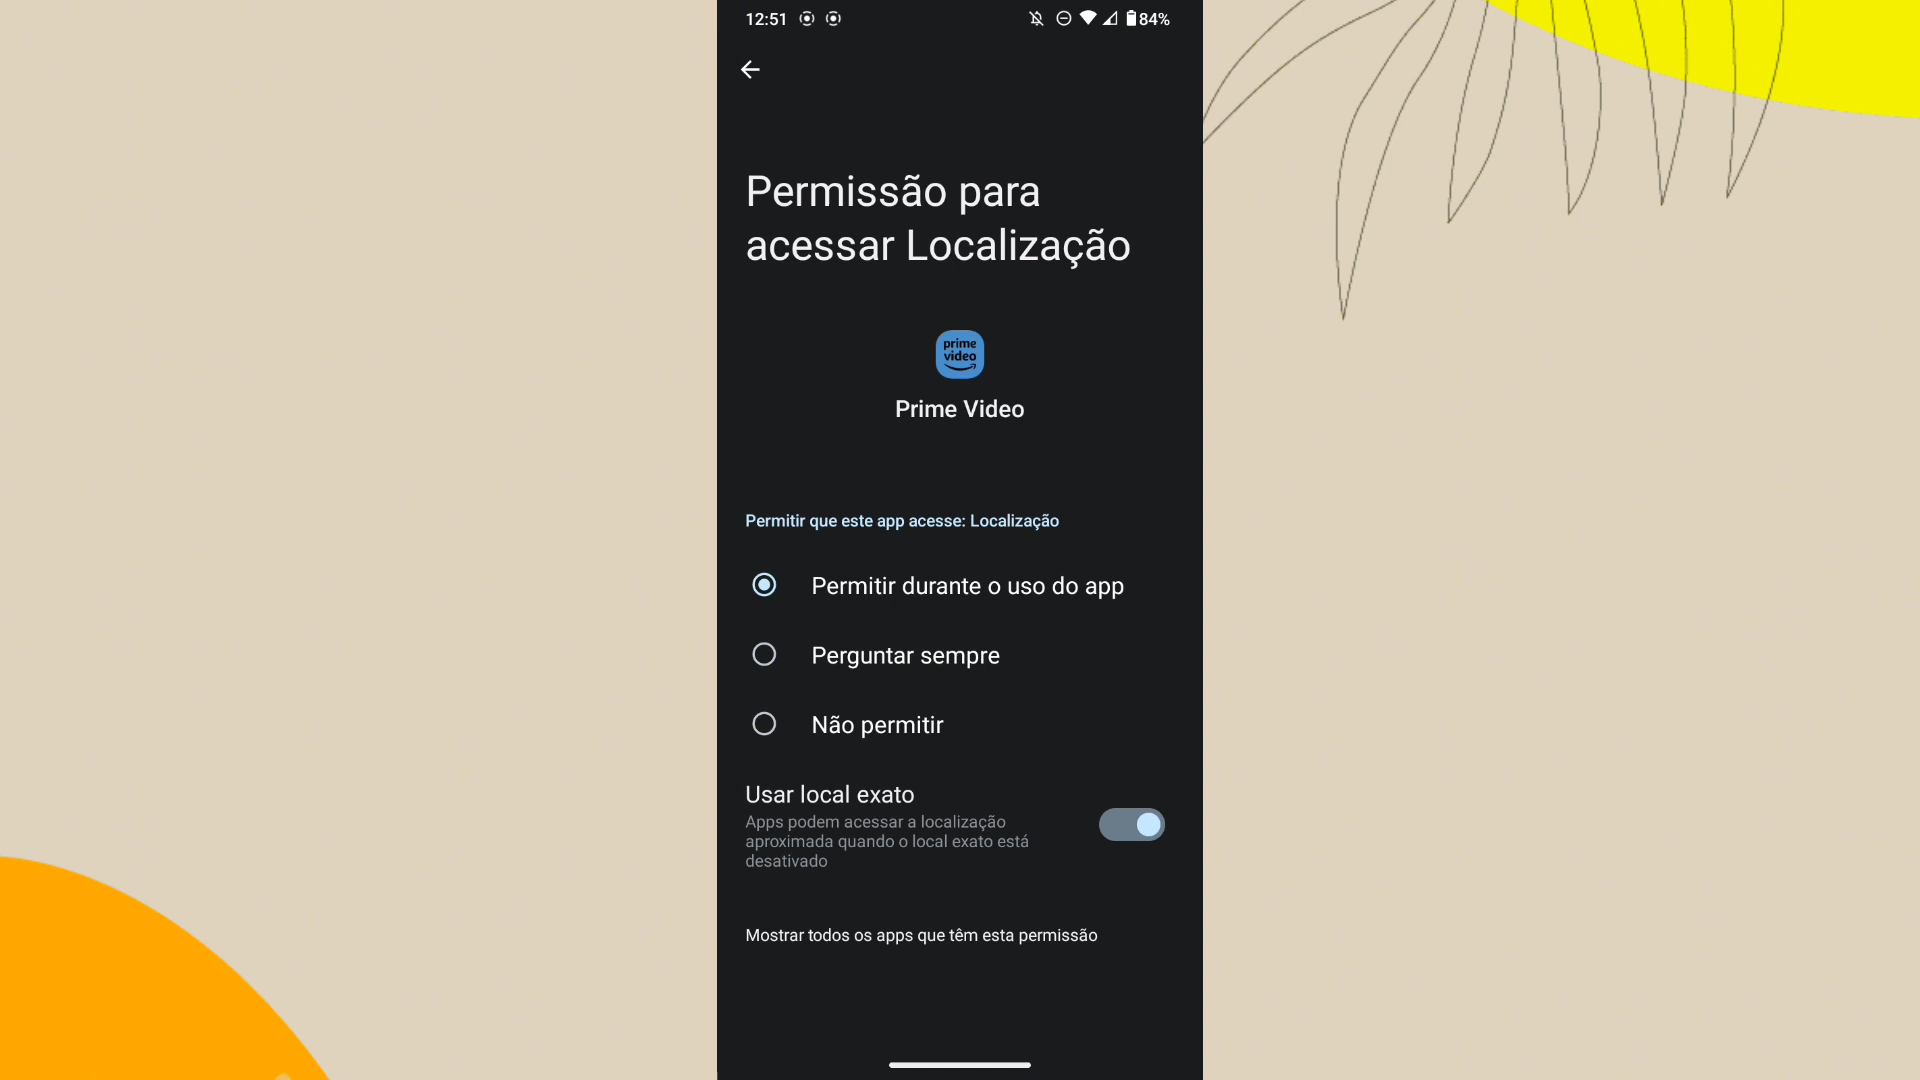 12:51
84%
Permissão para
acessar Localização
prime
video
Prime Video
Permitir que este app acesse: Localização
Permitir durante o uso do app
Perguntar sempre
Não permitir
Usar local exato
Apps podem acessar a localização
aproximada quando o local exato está
desativado
Mostrar todos os apps que têm esta permissão